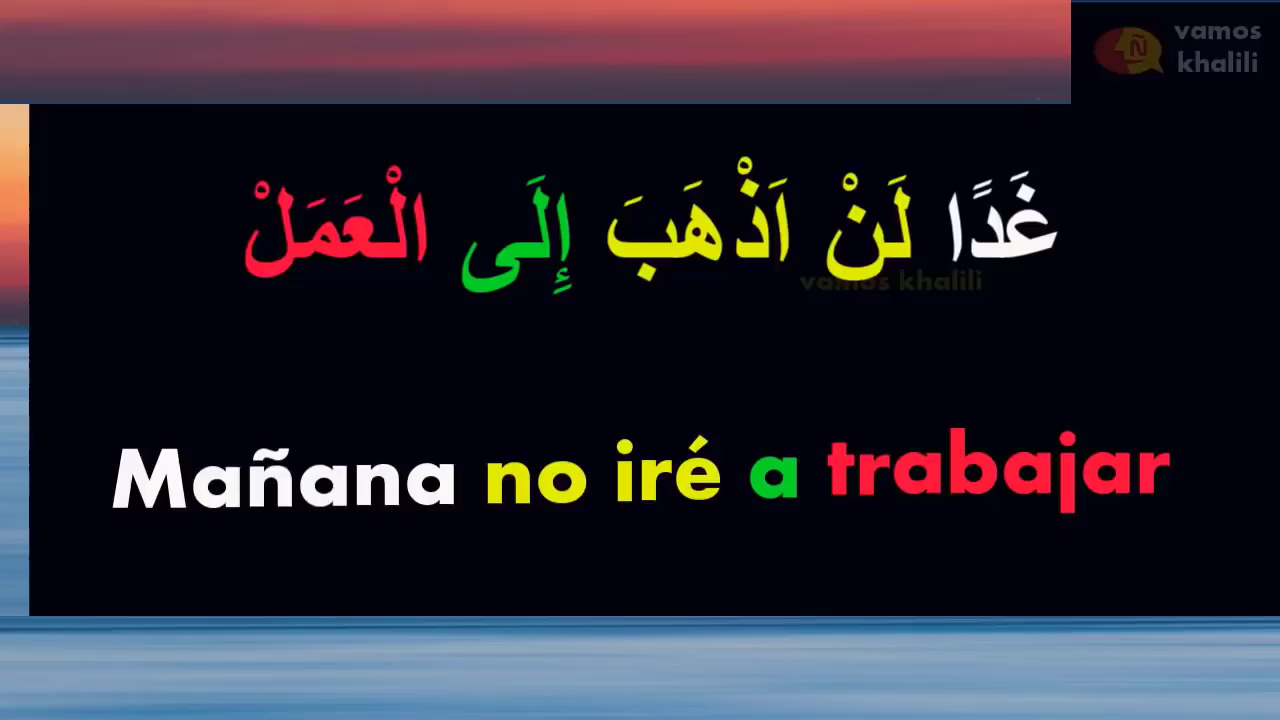 vamos
khalili
غَدًا لَنْ اَذْهَبَ إِلَى الْعَمَلْ
vamos khalili
Mañana no iré a trabajar